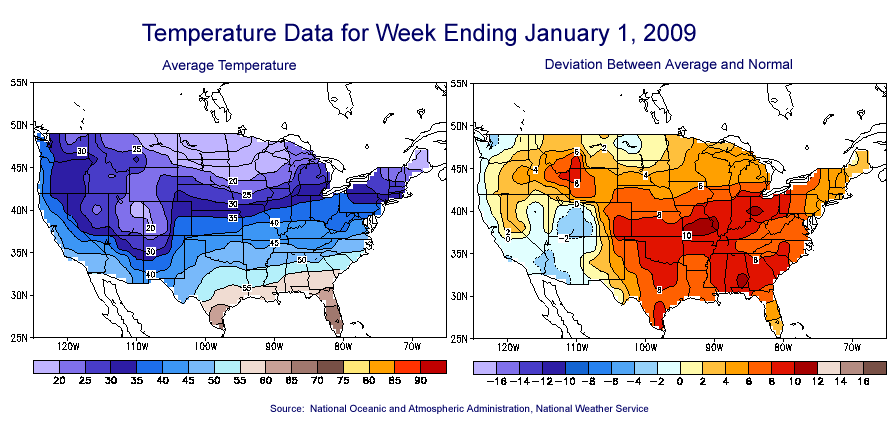 Temperature Data for Week Ending January 1, 2009
Average Temperature
Deviation Between Average and Normal
55N
50N
45N
40N
35N
30N
25N
30
25
20
25
30
35
40
45
50
55
20
30
40
120W
110W
100W
90W
80W
70W
55N
50N
45N
40N
35N
30N
25N
6
2
4
6
4
6
0
8
2
0
-2
10
8
8
120W
110W
100W
90W
80W
70W
20 25 30 35 40 45 50 55 60 65 70 75 80 85 90
-16 -14 -12 -10 -8 -6 -4 -2 0 2 4 6 8 10 12 14 16
Source: National Oceanic and Atmospheric Administration, National Weather Service